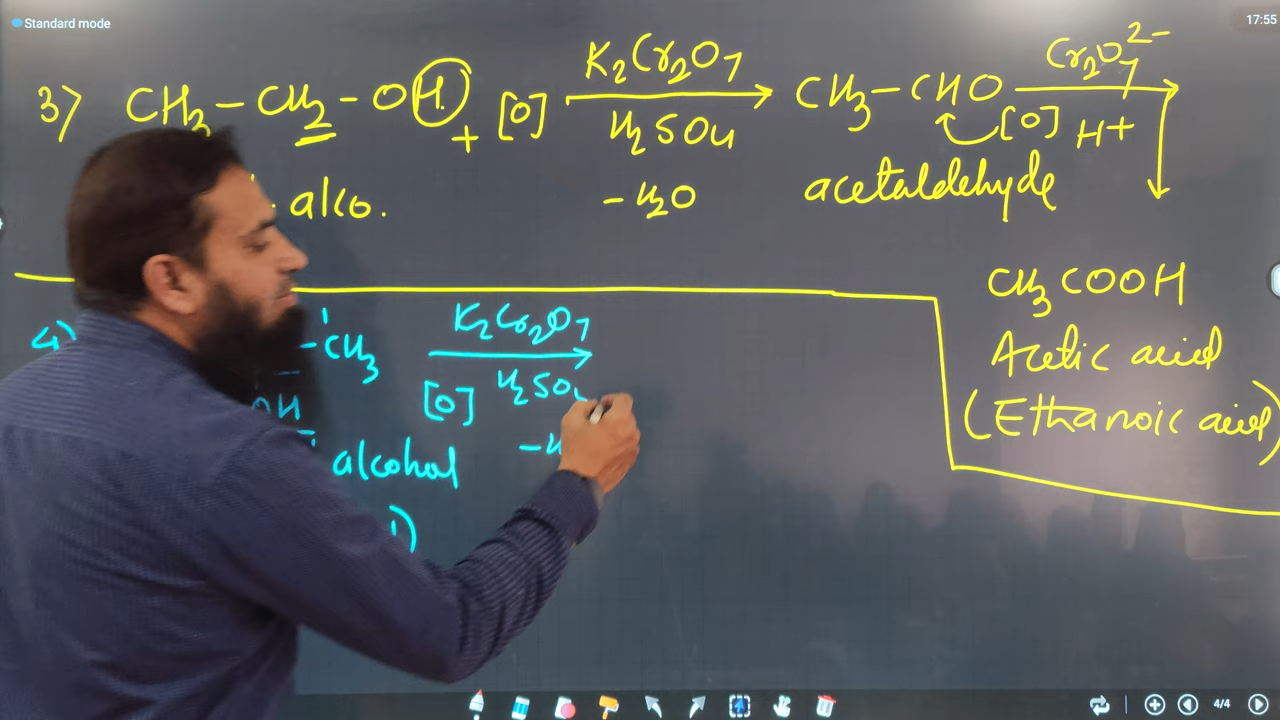 Standard mode
17:55
3) CH3 - CH2 - OH + [O] K2Cr2O7 H2SO4 CH3 - CHO Cr2O7 2- [O] H+
alco. - H2O acetaldehyde
CH3COOH
Acetic acid
(Ethanoic acid)
4) - CH3 K2Cr2O7
OH [O] H2SO4
alcohol
4/4